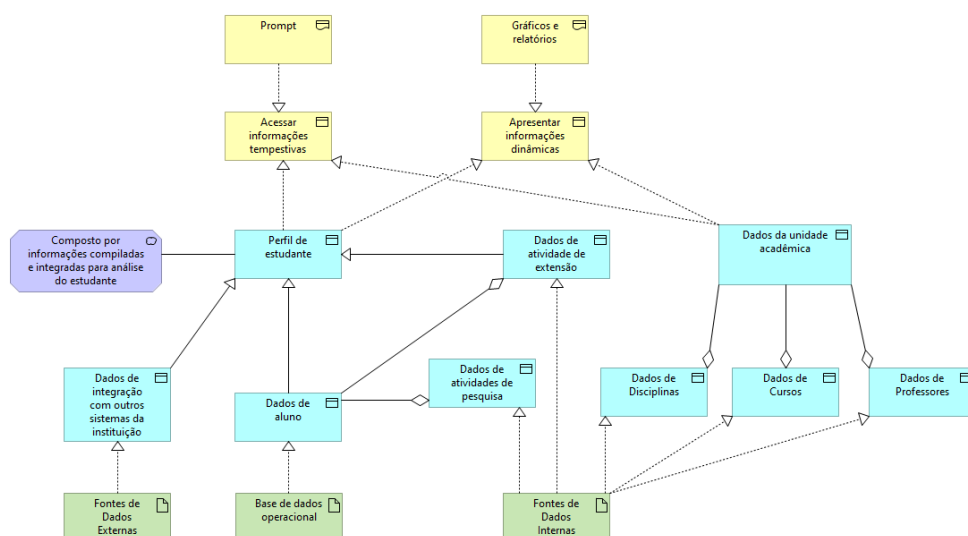 Prompt
Gráficos e
relatórios
Acessar
informações
tempestivas
Apresentar
informações
dinâmicas
Composto por
informações compiladas
e integradas para análise
do estudante
Perfil de
estudante
Dados de
atividade de
extensão
Dados da unidade
acadêmica
Dados de
integração
com outros
sistemas da
instituição
Dados de
aluno
Dados de
atividades de
pesquisa
Dados de
Disciplinas
Dados de
Cursos
Dados de
Professores
Fontes de
Dados
Externas
Base de dados
operacional
Fontes de
Dados
Internas